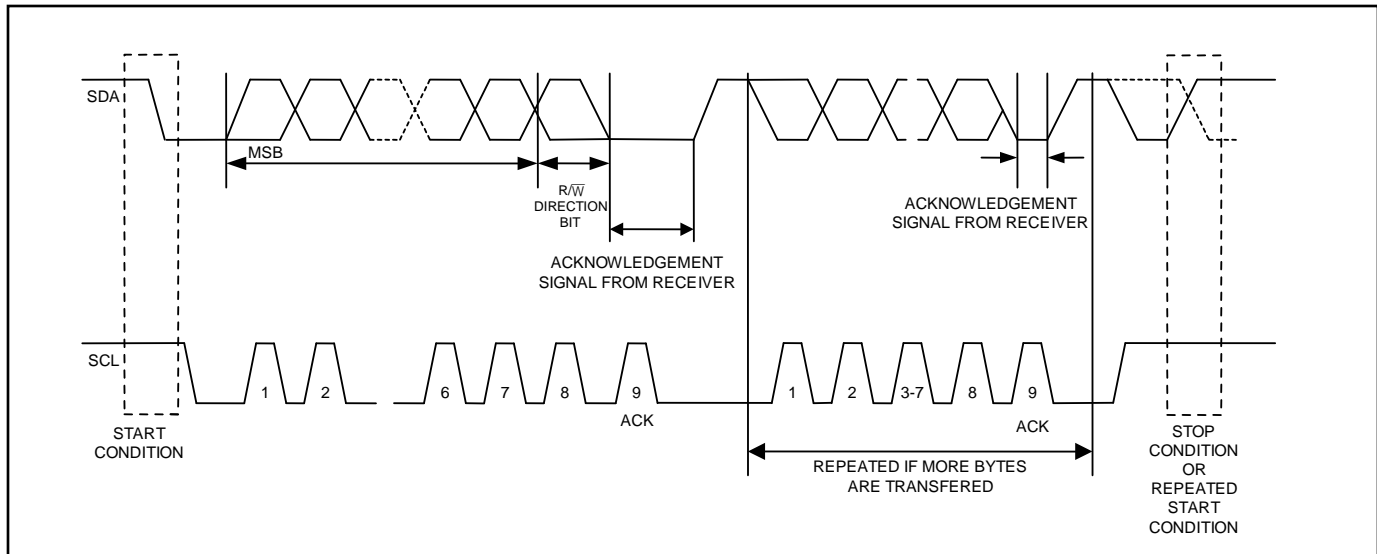 SDA
MSB
R/W̅
DIRECTION
BIT
ACKNOWLEDGEMENT
SIGNAL FROM RECEIVER
ACKNOWLEDGEMENT
SIGNAL FROM RECEIVER
SCL
1 2 6 7 8 9 1 2 3-7 8 9
ACK ACK
START
CONDITION
REPEATED IF MORE BYTES
ARE TRANSFERED
STOP
CONDITION
OR
REPEATED
START
CONDITION